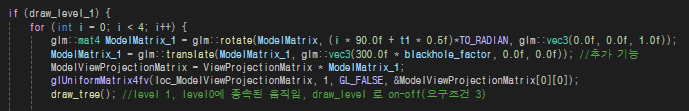 if (draw_level_1) {
for (int i = 0; i < 4; i++) {
glm::mat4 ModelMatrix_1 = glm::rotate(ModelMatrix, (i * 90.0f + t1 * 0.5f)*TO_RADIAN, glm::vec3(0.0f, 0.0f, 1.0f));
ModelMatrix_1 = glm::translate(ModelMatrix_1, glm::vec3(300.0f * blackhole_factor, 0.0f, 0.0f)); //추가 기능
ModelViewProjectionMatrix = ViewProjectionMatrix * ModelMatrix_1;
glUniformMatrix4fv(loc_ModelViewProjectionMatrix, 1, GL_FALSE, &ModelViewProjectionMatrix[0][0]);
draw_tree(); //level 1, level0에 종속된 움직임, draw_level 로 on-off(요구조건 3)